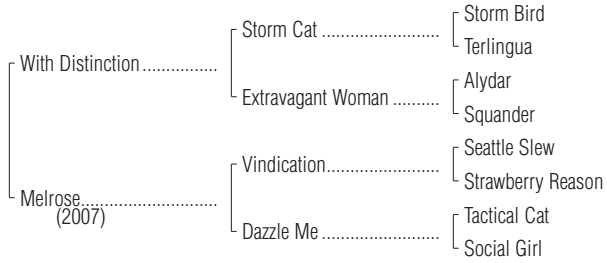 Storm Bird
Storm Cat ........................
Terlingua
With Distinction ...............
Alydar
Extravagant Woman ..........
Squander
Seattle Slew
Vindication .......................
Strawberry Reason
Melrose ...........................
(2007)
Tactical Cat
Dazzle Me ........................
Social Girl